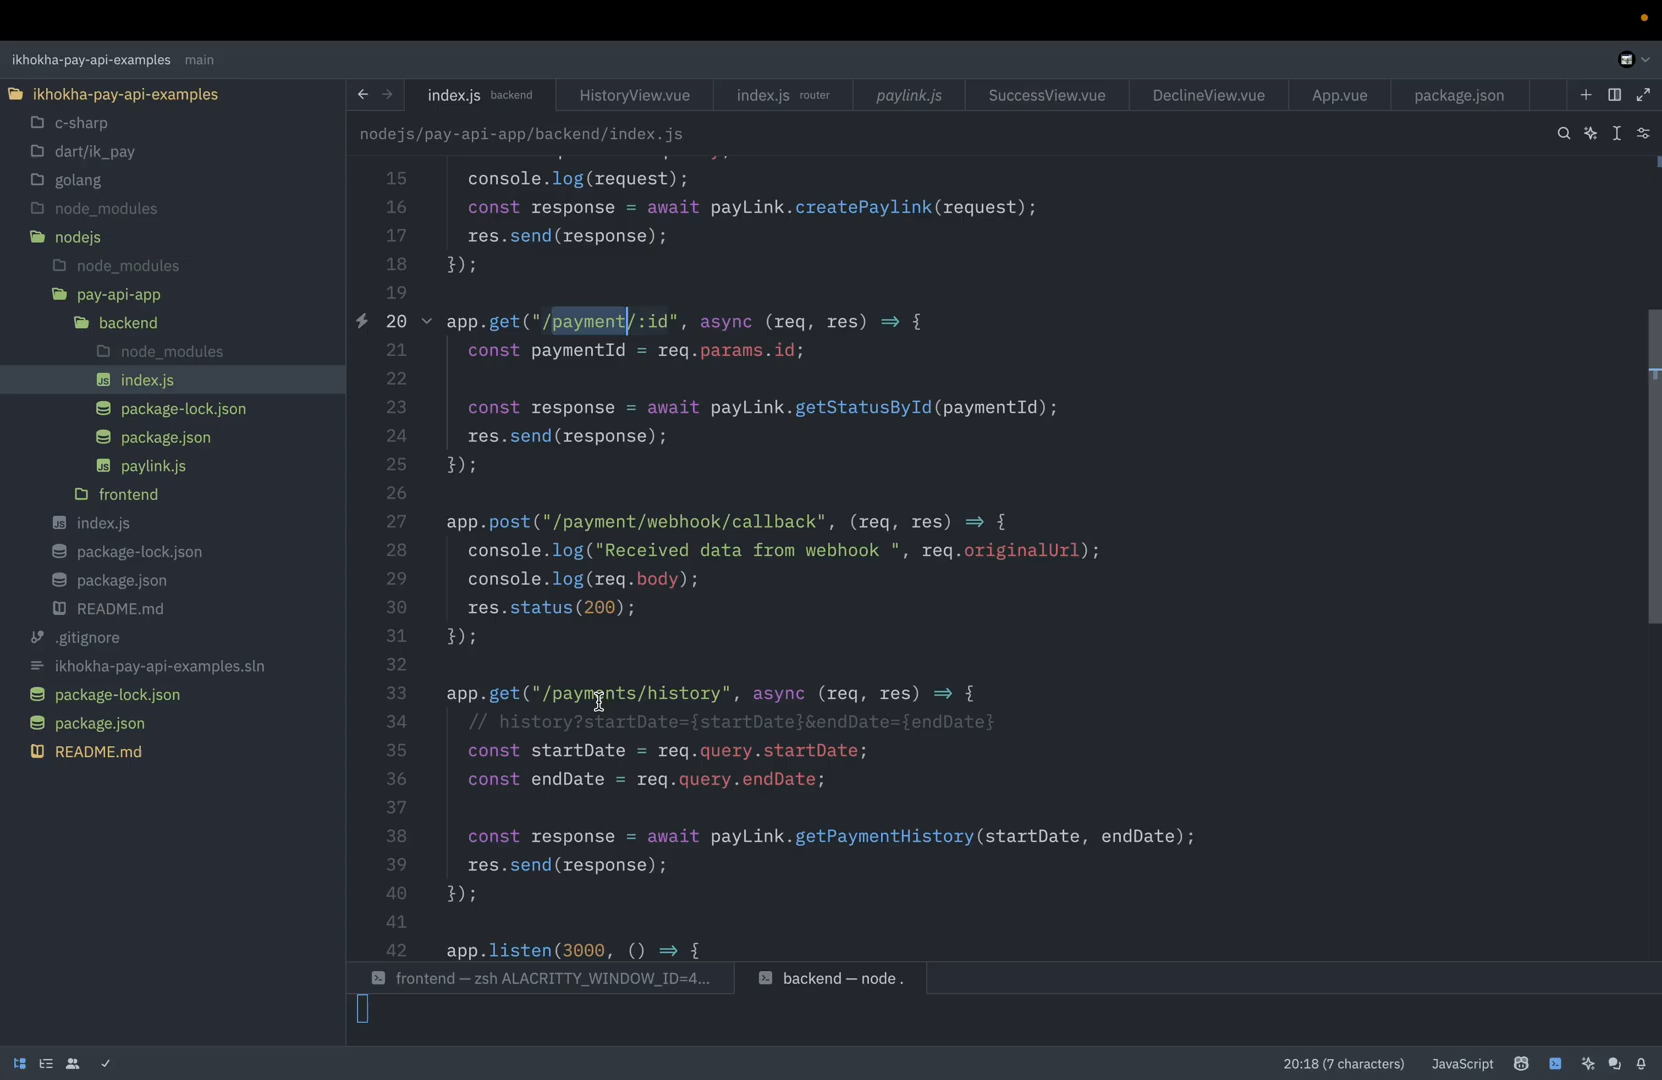 ikhokha-pay-api-examples main
ikhokha-pay-api-examples
c-sharp
dart/ik_pay
golang
node_modules
nodejs
node_modules
pay-api-app
backend
node_modules
index.js
package-lock.json
package.json
paylink.js
frontend
index.js
package-lock.json
package.json
README.md
.gitignore
ikhokha-pay-api-examples.sln
package-lock.json
package.json
README.md
index.js backend HistoryView.vue index.js router paylink.js SuccessView.vue DeclineView.vue App.vue package.json
nodejs/pay-api-app/backend/index.js
15 console.log(request);
16 const response = await payLink.createPaylink(request);
17 res.send(response);
18 });
19
20 app.get("/payment/:id", async (req, res) => {
21 const paymentId = req.params.id;
22
23 const response = await payLink.getStatusById(paymentId);
24 res.send(response);
25 });
26
27 app.post("/payment/webhook/callback", (req, res) => {
28 console.log("Received data from webhook ", req.originalUrl);
29 console.log(req.body);
30 res.status(200);
31 });
32
33 app.get("/payments/history", async (req, res) => {
34 // history?startDate={startDate}&endDate={endDate}
35 const startDate = req.query.startDate;
36 const endDate = req.query.endDate;
37
38 const response = await payLink.getPaymentHistory(startDate, endDate);
39 res.send(response);
40 });
41
42 app.listen(3000, () => {
frontend — zsh ALACRITTY_WINDOW_ID=4... backend — node .
20:18 (7 characters) JavaScript